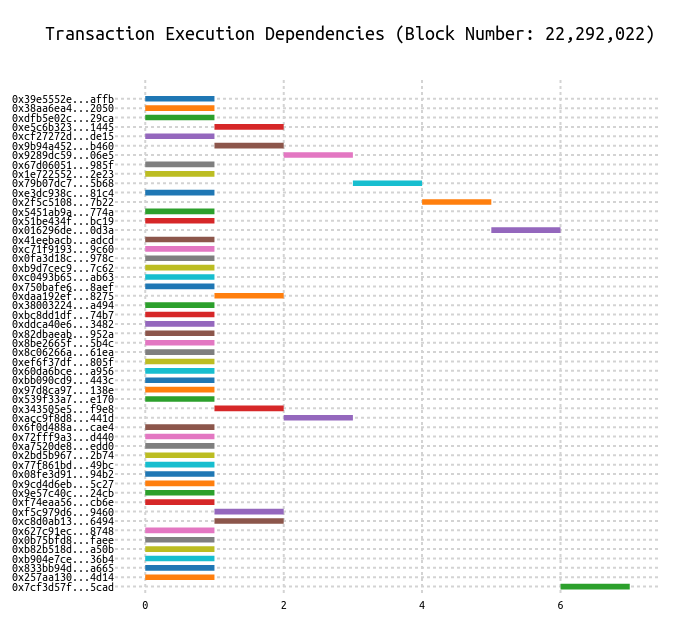 Transaction Execution Dependencies (Block Number: 22,292,022)
0x39e5552e...affb
0x38aa6ea4...2050
0xdfb5e02c...29ca
0xe5c6b323...1445
0xcf27272d...de15
0x9b94a452...b460
0x9289dc59...06e5
0x67d06051...985f
0x1e722552...2e23
0x79b07dc7...5b68
0xe3dc938c...81c4
0x2f5c5108...7b22
0x5451ab9a...774a
0x51be434f...bc19
0x016296de...0d3a
0x41eebacb...adcd
0xc71f9193...9c60
0x0fa3d18c...978c
0xb9d7cec9...7c62
0xc0493b65...ab63
0x750bafe6...8aef
0xdaa192ef...8275
0x38003224...a494
0xbc8dd1df...74b7
0xddca40e6...3482
0x82dbaeab...952a
0x8be2665f...5b4c
0x8c06266a...61ea
0xef6f37df...805f
0x60da6bce...a956
0xbb090cd9...443c
0x97d8ca97...138e
0x539f33a7...e170
0x343505e5...f9e8
0xacc9f8d8...441d
0x6f0d488a...cae4
0x72fff9a3...d440
0xa7520de8...edd0
0x2bd5b967...2b74
0x77f861bd...49bc
0x08fe3d91...94b2
0x9cd4d6eb...5c27
0x9e57c40c...24cb
0xf74eaa56...cb6e
0xf5c979d6...9460
0xc8d0ab13...6494
0x627c91ec...8748
0x0b75bfd8...faee
0xb82b518d...a50b
0xb904e7ce...36b4
0x833bb94d...a665
0x257aa130...4d14
0x7cf3d57f...5cad
0 2 4 6